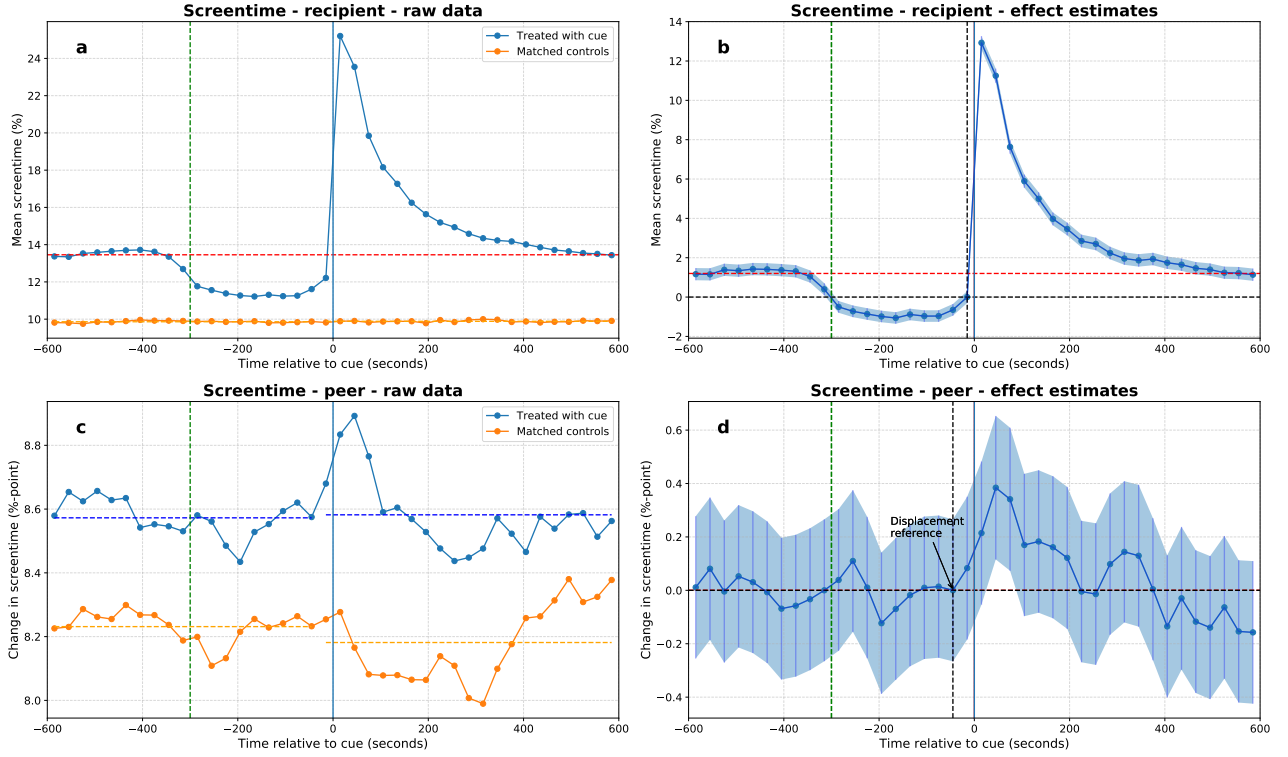 Screentime - recipient - raw data
a
Treated with cue
Matched controls
Mean screentime (%)
24
22
20
18
16
14
12
10
−600 −400 −200 0 200 400 600
Time relative to cue (seconds)
Screentime - recipient - effect estimates
b
Mean screentime (%)
14
12
10
8
6
4
2
0
−2
−600 −400 −200 0 200 400 600
Time relative to cue (seconds)
Screentime - peer - raw data
c
Treated with cue
Matched controls
Change in screentime (%-point)
8.8
8.6
8.4
8.2
8.0
−600 −400 −200 0 200 400 600
Time relative to cue (seconds)
Screentime - peer - effect estimates
d
Displacement
reference
Change in screentime (%-point)
0.6
0.4
0.2
0.0
−0.2
−0.4
−600 −400 −200 0 200 400 600
Time relative to cue (seconds)